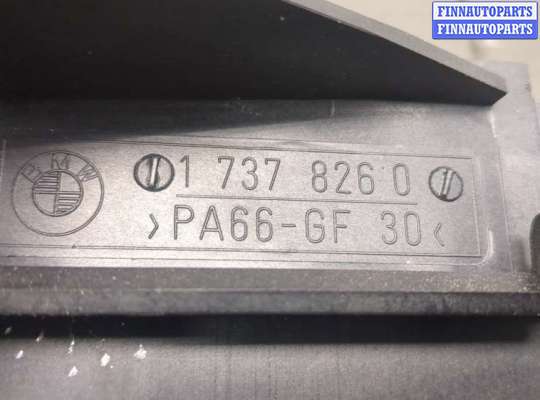 FINNAUTOPARTS
FINNAUTOPARTS
BMW
1 737 826 0
>PA66-GF 30<